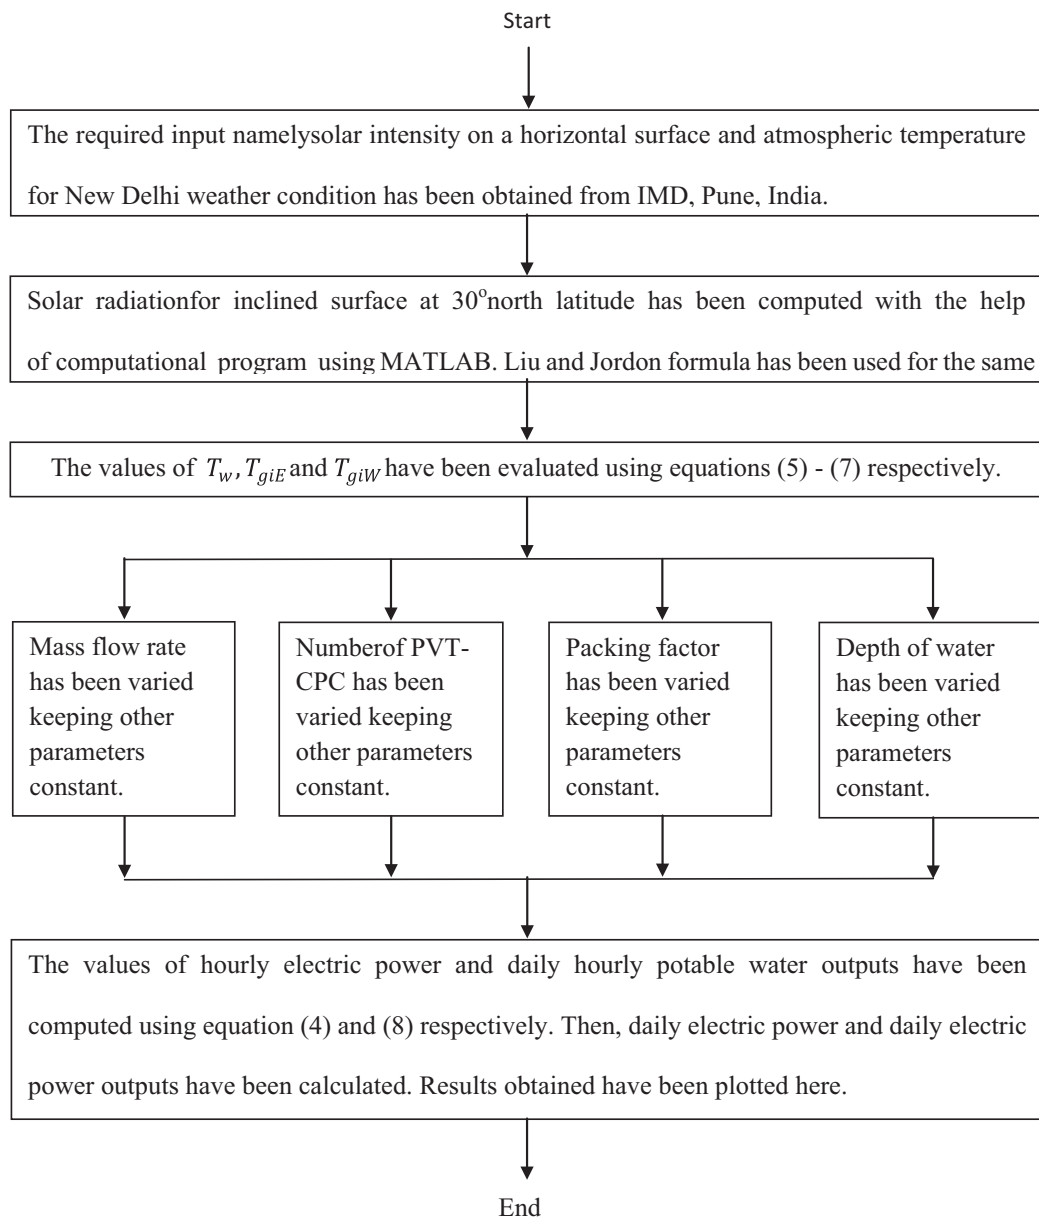 Start
The required input namelysolar intensity on a horizontal surface and atmospheric temperature
for New Delhi weather condition has been obtained from IMD, Pune, India.
Solar radiationfor inclined surface at 30°north latitude has been computed with the help
of computational program using MATLAB. Liu and Jordon formula has been used for the same
The values of T_w, T_giE and T_giW have been evaluated using equations (5) - (7) respectively.
Mass flow rate
has been varied
keeping other
parameters
constant.
Numberof PVT-
CPC has been
varied keeping
other parameters
constant.
Packing factor
has been varied
keeping other
parameters
constant.
Depth of water
has been varied
keeping other
parameters
constant.
The values of hourly electric power and daily hourly potable water outputs have been
computed using equation (4) and (8) respectively. Then, daily electric power and daily electric
power outputs have been calculated. Results obtained have been plotted here.
End